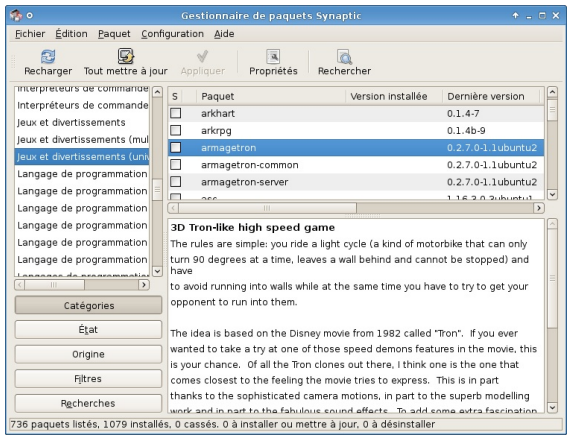 Gestionnaire de paquets Synaptic
Fichier Édition Paquet Configuration Aide
Recharger Tout mettre à jour Appliquer Propriétés Rechercher
Interpréteurs de commande
Interpréteurs de commande
Jeux et divertissements
Jeux et divertissements (mul
Jeux et divertissements (univ
Langage de programmation
Langage de programmation
Langage de programmation
Langage de programmation
Langage de programmation
Langage de programmation
Catégories
État
Origine
Filtres
Recherches
S Paquet Version installée Dernière version
arkhart 0.1.4-7
arkrpg 0.1.4b-9
armagetron 0.2.7.0-1.1ubuntu2
armagetron-common 0.2.7.0-1.1ubuntu2
armagetron-server 0.2.7.0-1.1ubuntu2
3D Tron-like high speed game
The rules are simple: you ride a light cycle (a kind of motorbike that can only
turn 90 degrees at a time, leaves a wall behind and cannot be stopped) and
have
to avoid running into walls while at the same time you have to try to get your
opponent to run into them.
The idea is based on the Disney movie from 1982 called "Tron". If you ever
wanted to take a try at one of those speed demons features in the movie, this
is your chance. Of all the Tron clones out there, I think one is the one that
comes closest to the feeling the movie tries to express. This is in part
thanks to the sophisticated camera motions, in part to the superb modelling
work and in part to the fabulous sound effects. To add some extra fascination
736 paquets listés, 1079 installés, 0 cassés. 0 à installer ou mettre à jour, 0 à désinstaller